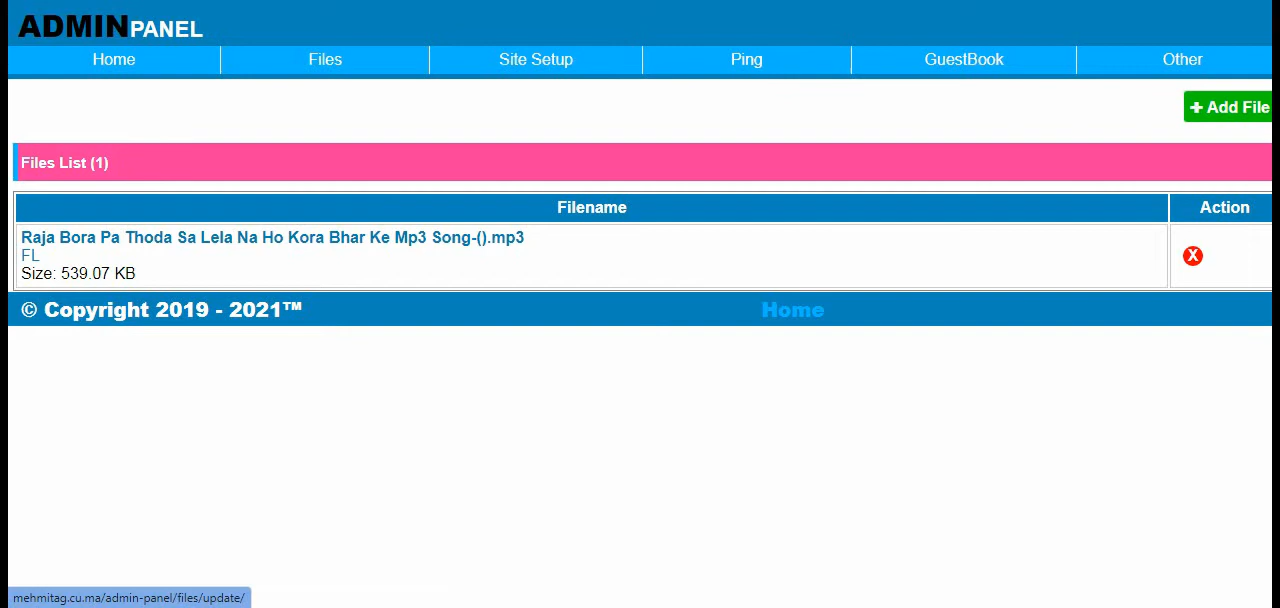 ADMINPANEL
Home Files Site Setup Ping GuestBook Other
+ Add File
Files List (1)
Filename Action
Raja Bora Pa Thoda Sa Lela Na Ho Kora Bhar Ke Mp3 Song-().mp3
FL
X
Size: 539.07 KB
© Copyright 2019 - 2021™ Home
mehmitag.cu.ma/admin-panel/files/update/